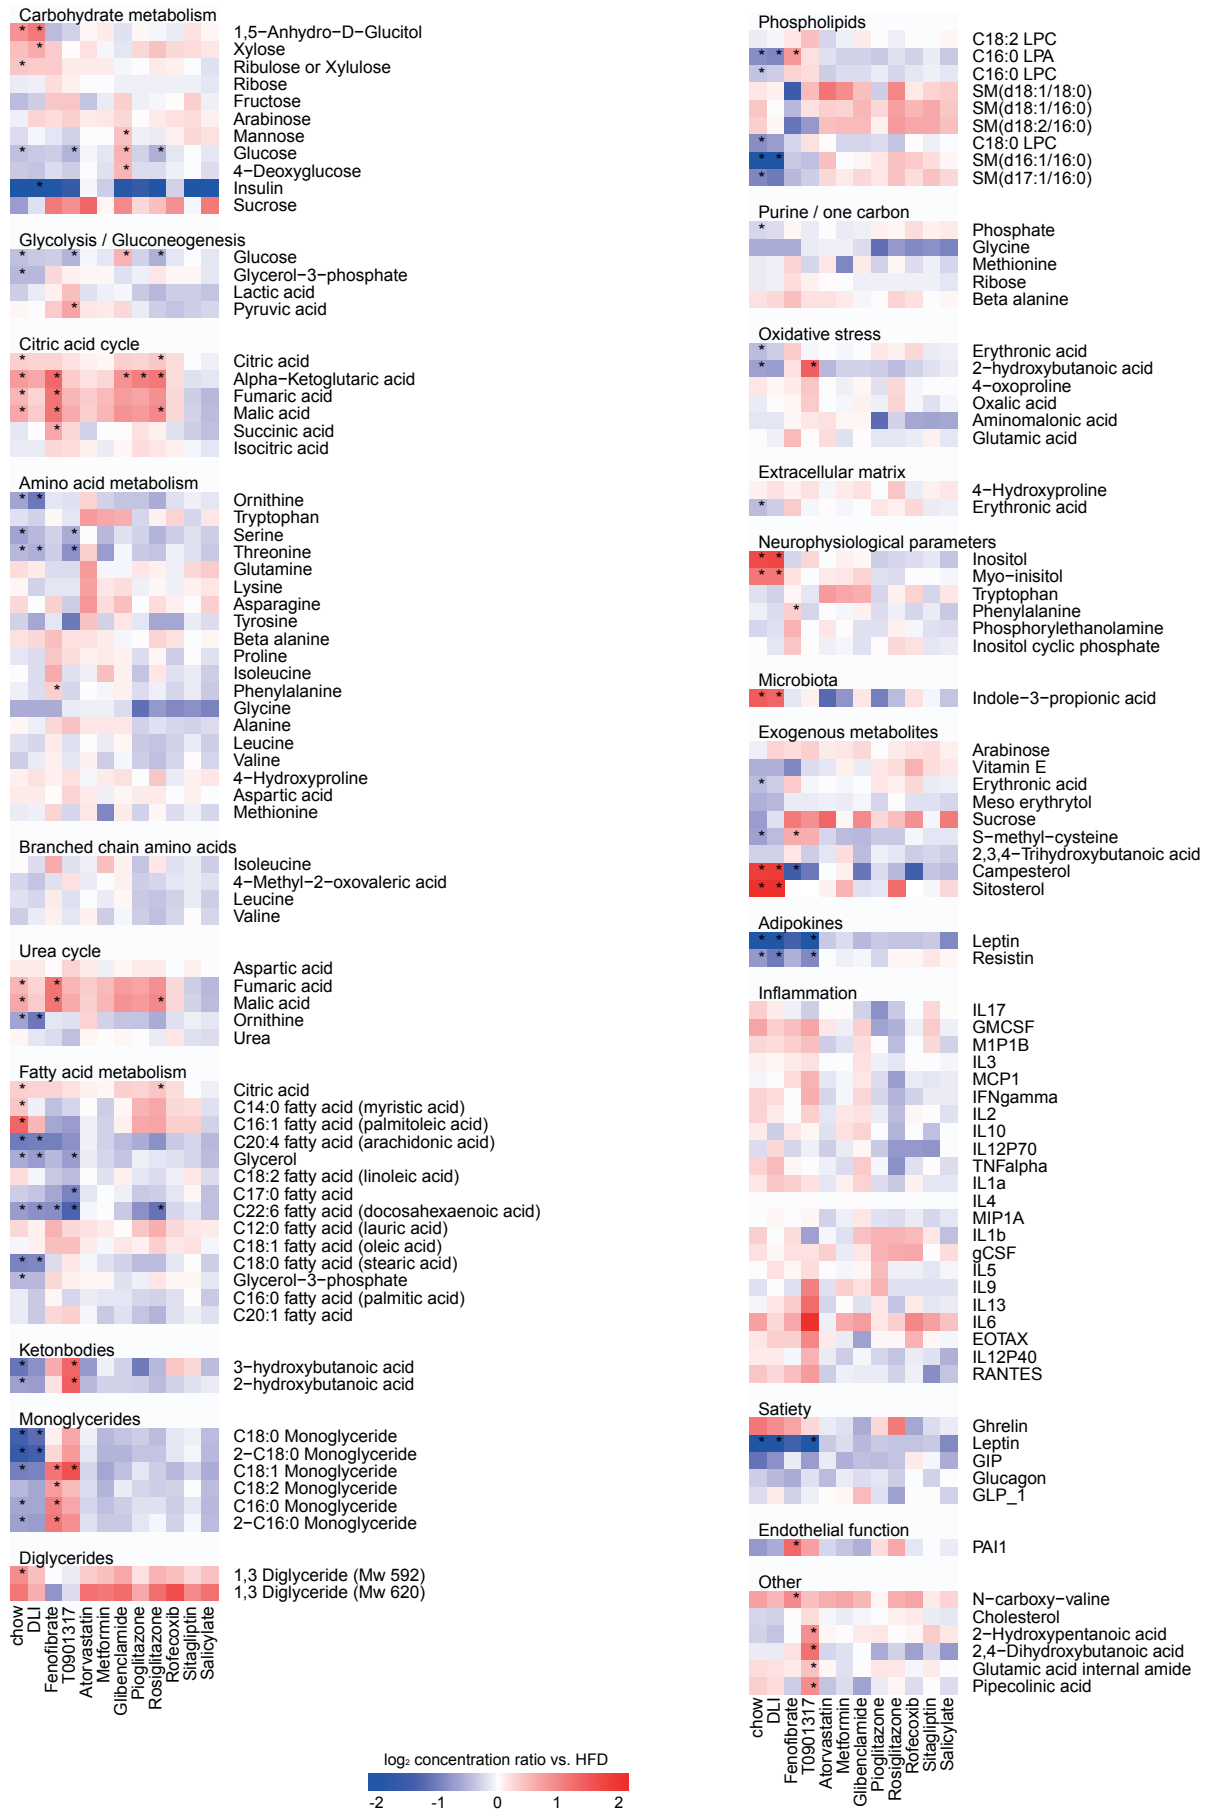 Carbohydrate metabolism
1,5−Anhydro−D−Glucitol
Xylose
Ribulose or Xylulose
Ribose
Fructose
Arabinose
Mannose
Glucose
4−Deoxyglucose
Insulin
Sucrose
Glycolysis / Gluconeogenesis
Glucose
Glycerol−3−phosphate
Lactic acid
Pyruvic acid
Citric acid cycle
Citric acid
Alpha−Ketoglutaric acid
Fumaric acid
Malic acid
Succinic acid
Isocitric acid
Amino acid metabolism
Ornithine
Tryptophan
Serine
Threonine
Glutamine
Lysine
Asparagine
Tyrosine
Beta alanine
Proline
Isoleucine
Phenylalanine
Glycine
Alanine
Leucine
Valine
4−Hydroxyproline
Aspartic acid
Methionine
Branched chain amino acids
Isoleucine
4−Methyl−2−oxovaleric acid
Leucine
Valine
Urea cycle
Aspartic acid
Fumaric acid
Malic acid
Ornithine
Urea
Fatty acid metabolism
Citric acid
C14:0 fatty acid (myristic acid)
C16:1 fatty acid (palmitoleic acid)
C20:4 fatty acid (arachidonic acid)
Glycerol
C18:2 fatty acid (linoleic acid)
C17:0 fatty acid
C22:6 fatty acid (docosahexaenoic acid)
C12:0 fatty acid (lauric acid)
C18:1 fatty acid (oleic acid)
C18:0 fatty acid (stearic acid)
Glycerol−3−phosphate
C16:0 fatty acid (palmitic acid)
C20:1 fatty acid
Ketonbodies
3−hydroxybutanoic acid
2−hydroxybutanoic acid
Monoglycerides
C18:0 Monoglyceride
2−C18:0 Monoglyceride
C18:1 Monoglyceride
C18:2 Monoglyceride
C16:0 Monoglyceride
2−C16:0 Monoglyceride
Diglycerides
1,3 Diglyceride (Mw 592)
1,3 Diglyceride (Mw 620)
chow
DLI
Fenofibrate
T0901317
Atorvastatin
Metformin
Glibenclamide
Pioglitazone
Rosiglitazone
Rofecoxib
Sitagliptin
Salicylate
Phospholipids
C18:2 LPC
C16:0 LPA
C16:0 LPC
SM(d18:1/18:0)
SM(d18:1/16:0)
SM(d18:2/16:0)
C18:0 LPC
SM(d16:1/16:0)
SM(d17:1/16:0)
Purine / one carbon
Phosphate
Glycine
Methionine
Ribose
Beta alanine
Oxidative stress
Erythronic acid
2−hydroxybutanoic acid
4−oxoproline
Oxalic acid
Aminomalonic acid
Glutamic acid
Extracellular matrix
4−Hydroxyproline
Erythronic acid
Neurophysiological parameters
Inositol
Myo−inisitol
Tryptophan
Phenylalanine
Phosphorylethanolamine
Inositol cyclic phosphate
Microbiota
Indole−3−propionic acid
Exogenous metabolites
Arabinose
Vitamin E
Erythronic acid
Meso erythrytol
Sucrose
S−methyl−cysteine
2,3,4−Trihydroxybutanoic acid
Campesterol
Sitosterol
Adipokines
Leptin
Resistin
Inflammation
IL17
GMCSF
M1P1B
IL3
MCP1
IFNgamma
IL2
IL10
IL12P70
TNFalpha
IL1a
IL4
MIP1A
IL1b
gCSF
IL5
IL9
IL13
IL6
EOTAX
IL12P40
RANTES
Satiety
Ghrelin
Leptin
GIP
Glucagon
GLP_1
Endothelial function
PAI1
Other
N−carboxy−valine
Cholesterol
2−Hydroxypentanoic acid
2,4−Dihydroxybutanoic acid
Glutamic acid internal amide
Pipecolinic acid
chow
DLI
Fenofibrate
T0901317
Atorvastatin
Metformin
Glibenclamide
Pioglitazone
Rosiglitazone
Rofecoxib
Sitagliptin
Salicylate
log₂ concentration ratio vs. HFD
-2 -1 0 1 2